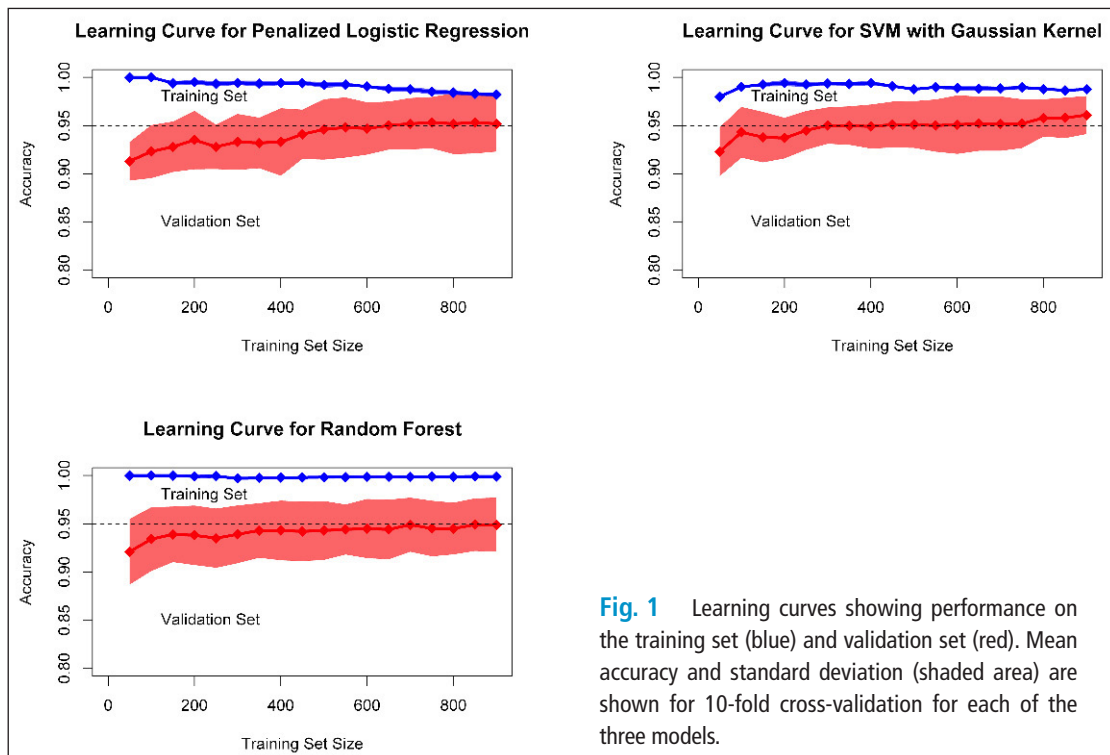 Learning Curve for Penalized Logistic Regression
1.00
0.95
0.90
0.85
0.80
Accuracy
Training Set
Validation Set
0
200
400
600
800
Training Set Size
Learning Curve for SVM with Gaussian Kernel
1.00
0.95
0.90
0.85
0.80
Accuracy
Training Set
Validation Set
0
200
400
600
800
Training Set Size
Learning Curve for Random Forest
1.00
0.95
0.90
0.85
0.80
Accuracy
Training Set
Validation Set
0
200
400
600
800
Training Set Size
Fig. 1 Learning curves showing performance on
the training set (blue) and validation set (red). Mean
accuracy and standard deviation (shaded area) are
shown for 10-fold cross-validation for each of the
three models.